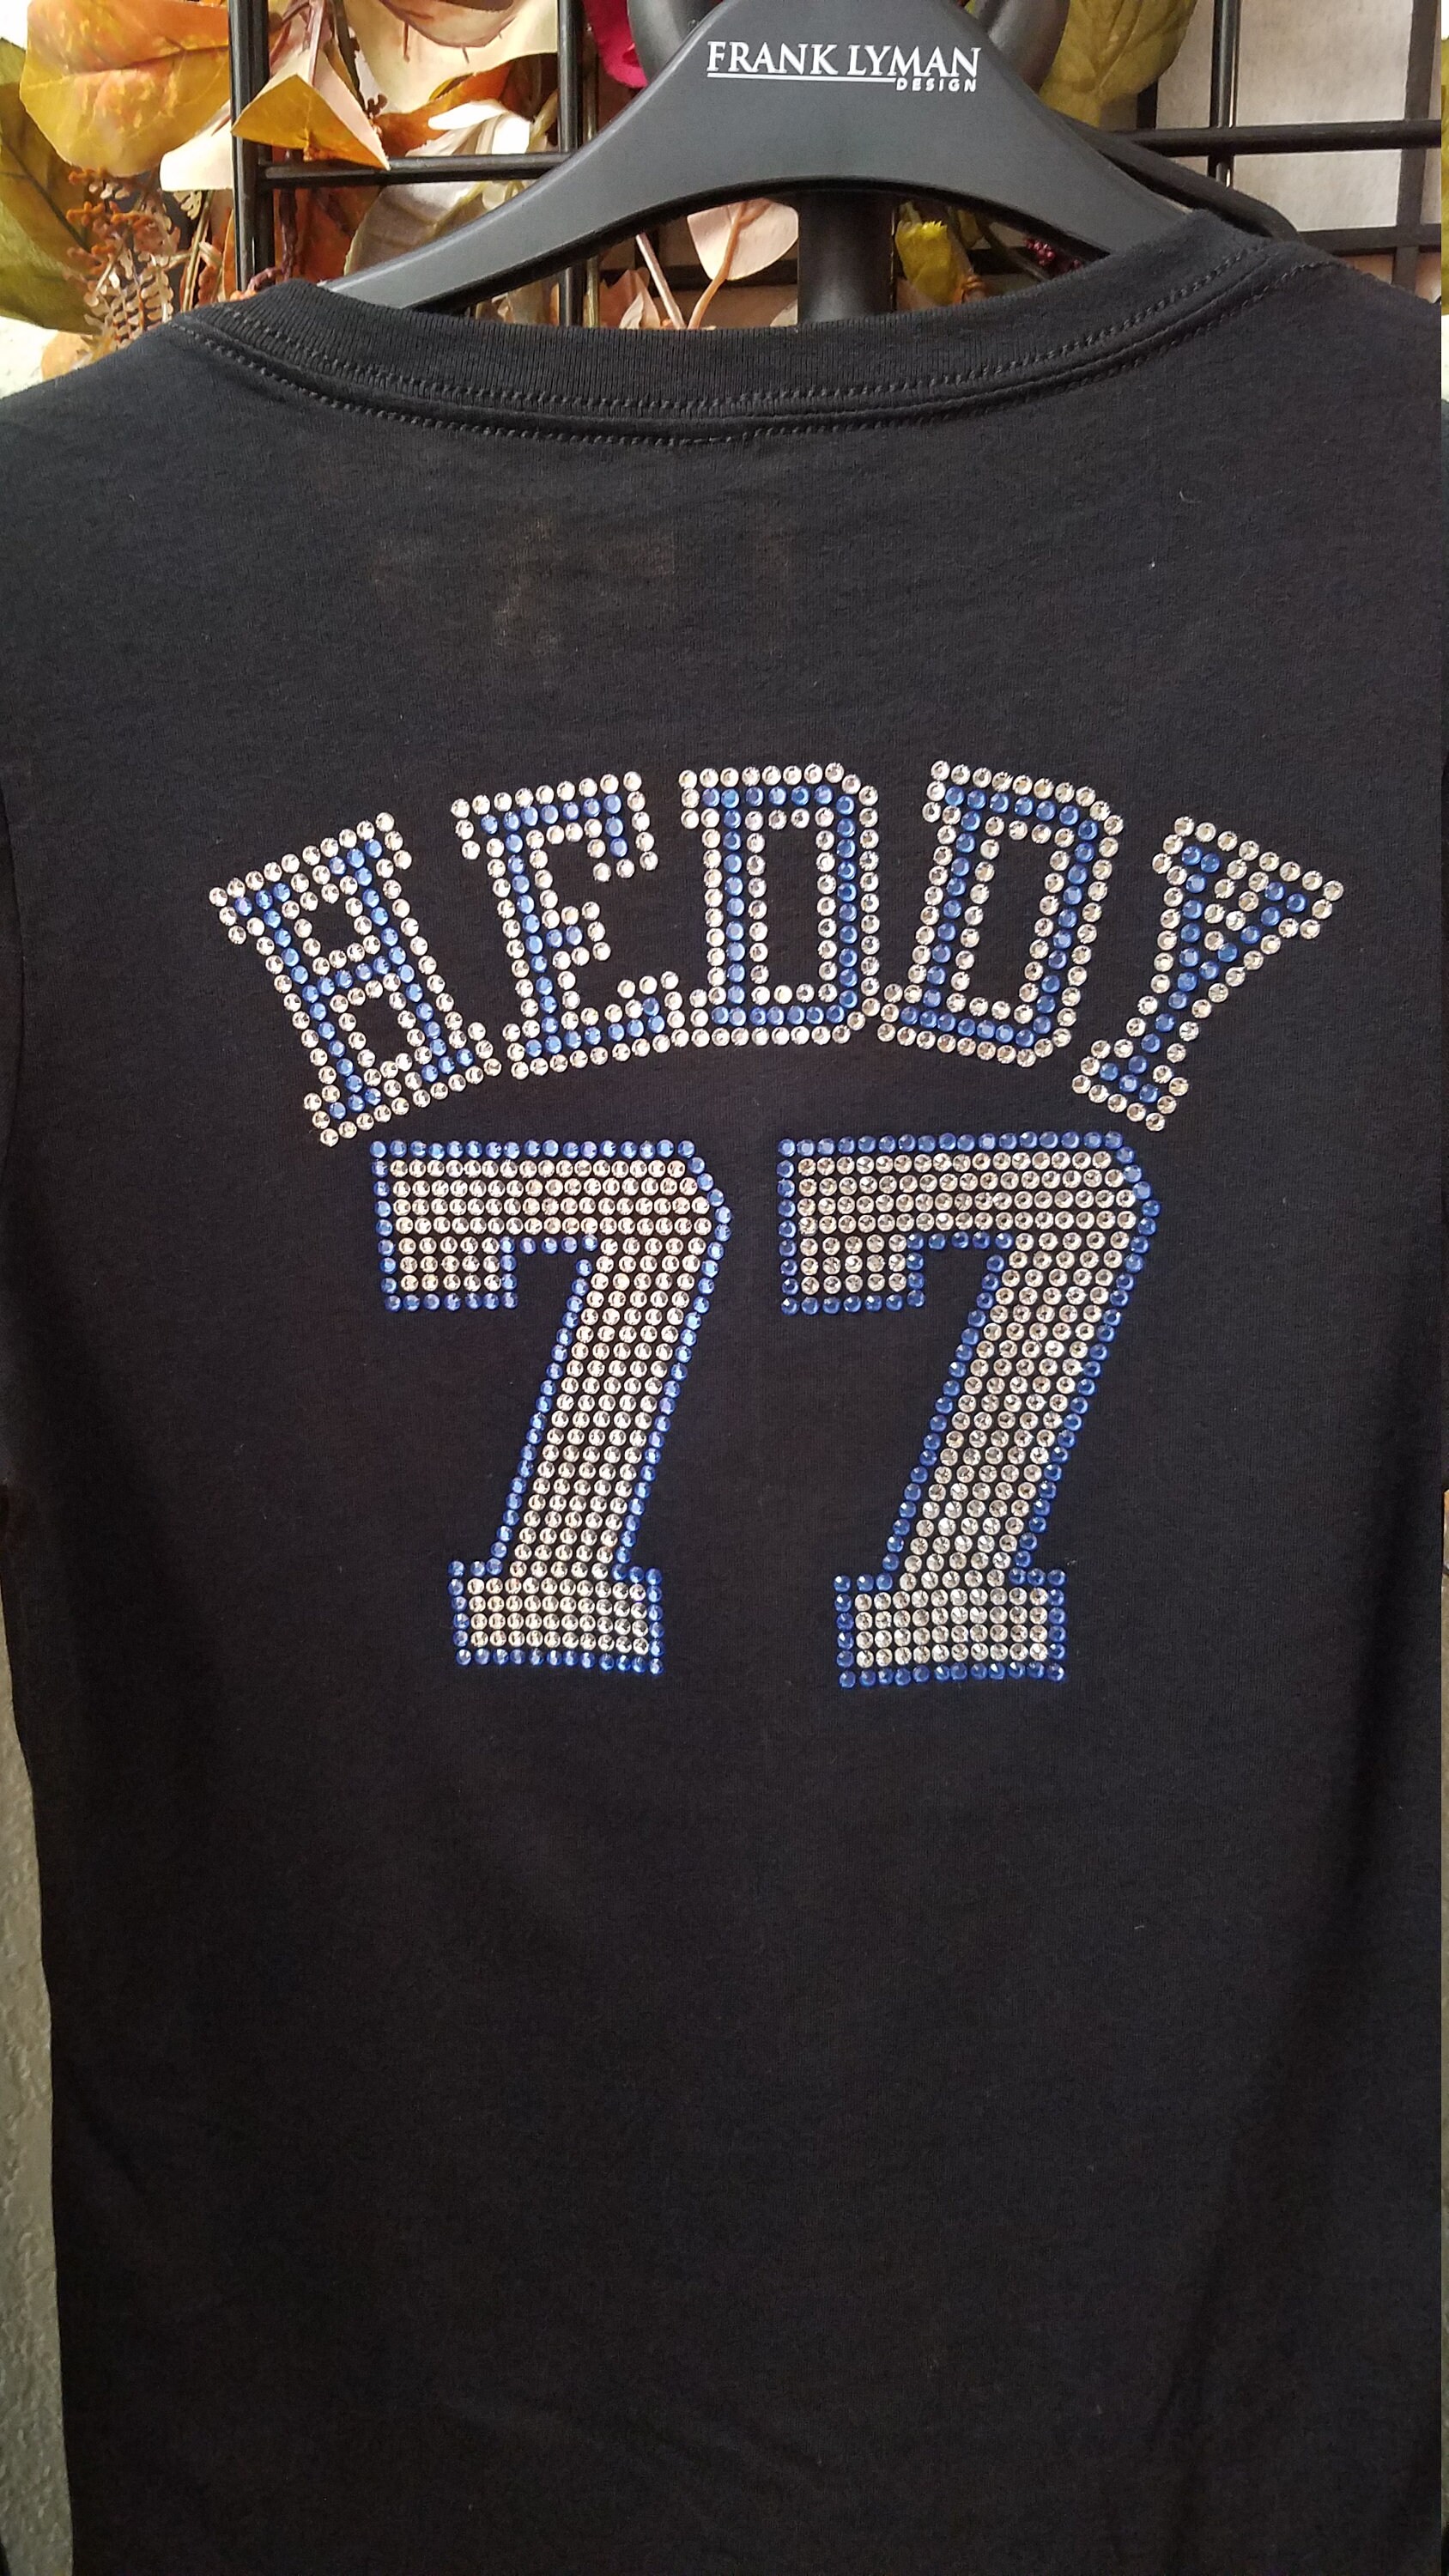 FRANK LYMAN
DESIGN
HEDDY
77